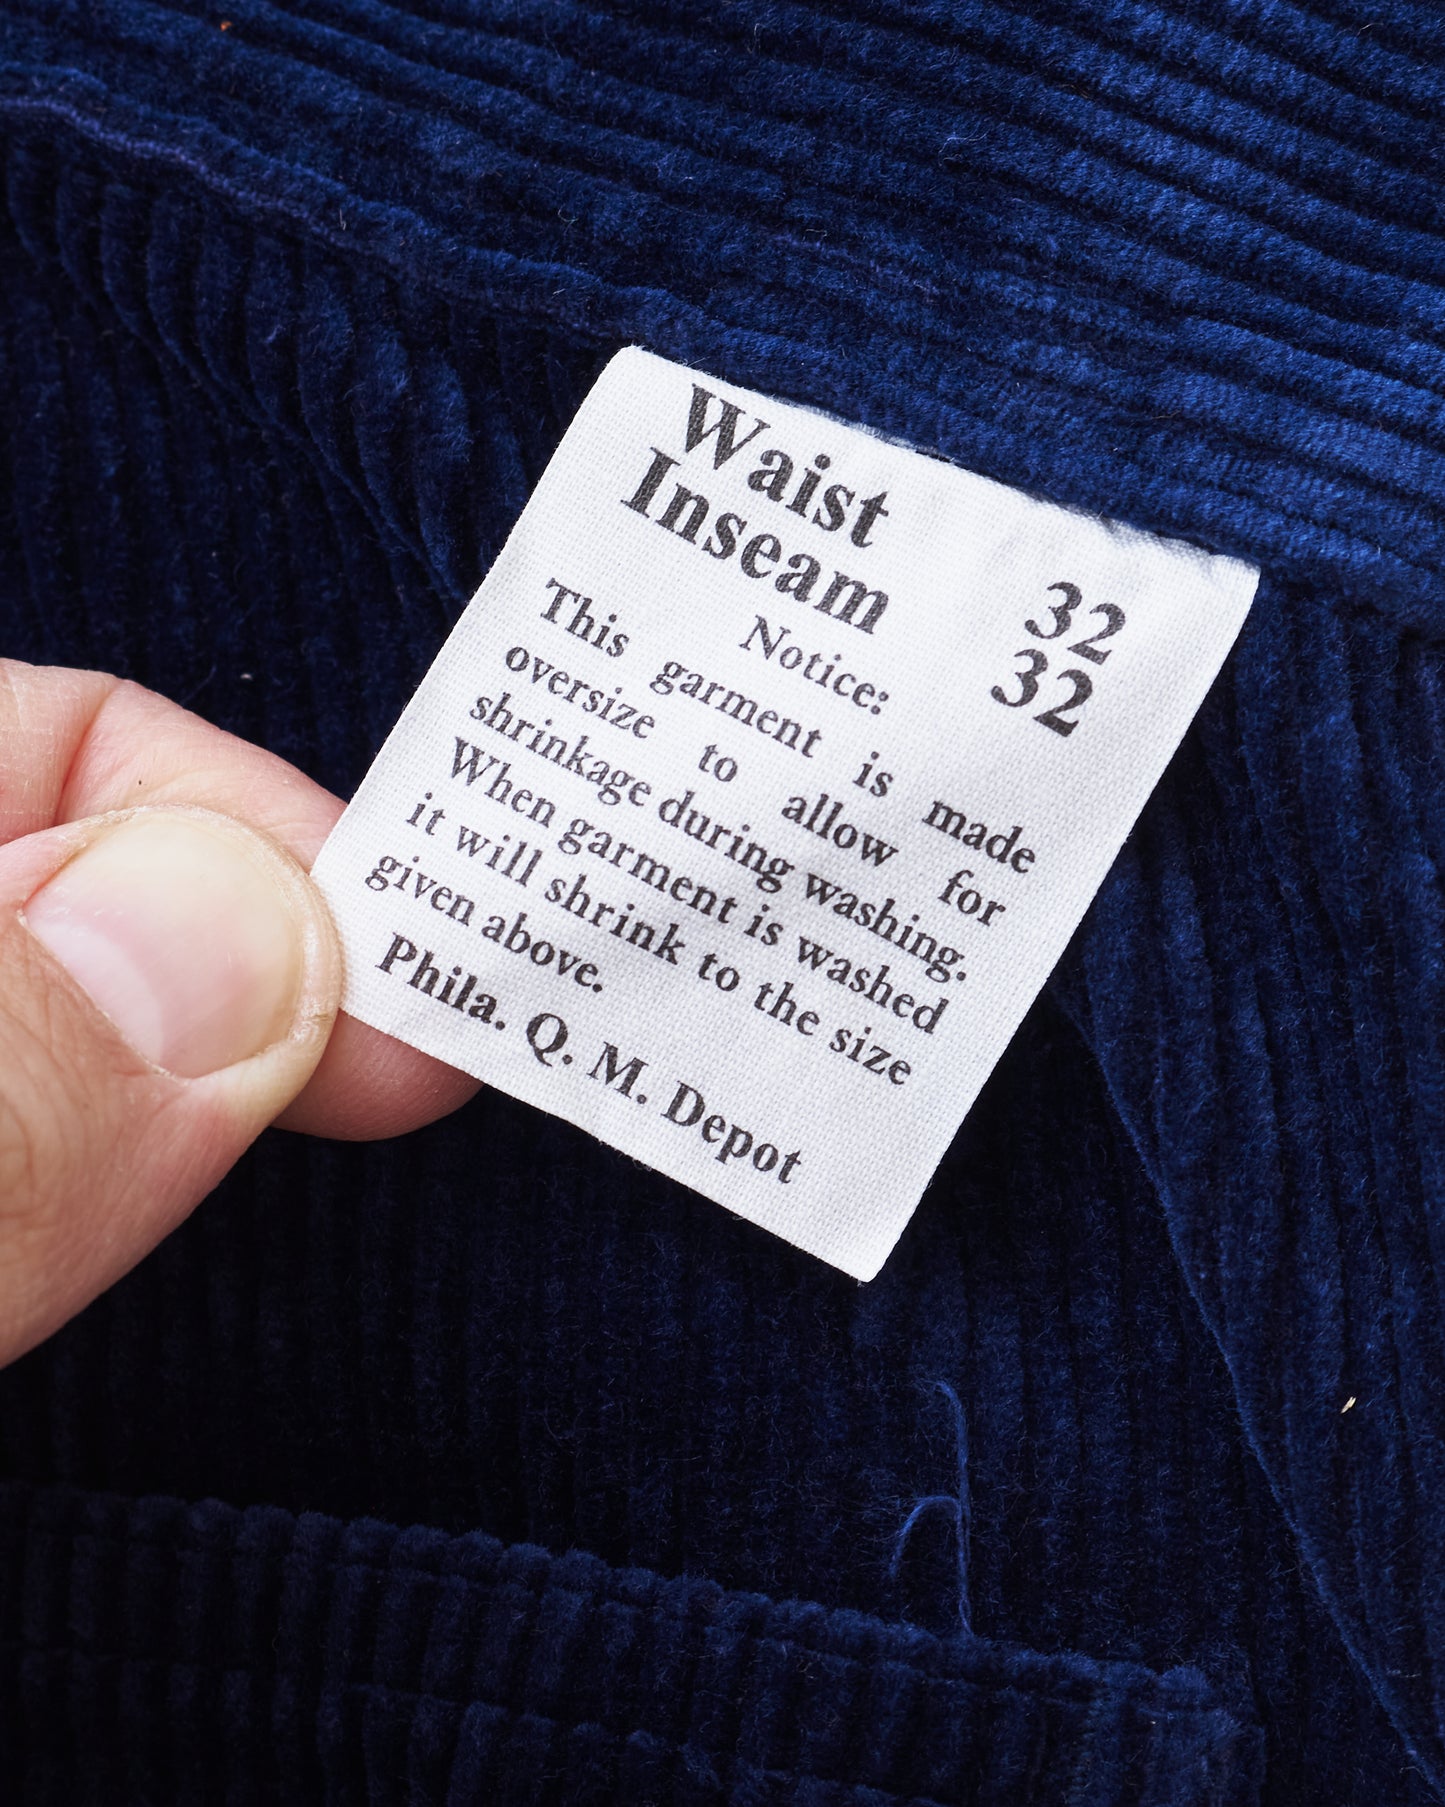 Waist 32
Inseam 32
Notice:
This garment is made
oversize to allow for
shrinkage during washing.
When garment is washed
it will shrink to the size
given above.
Phila. Q. M. Depot